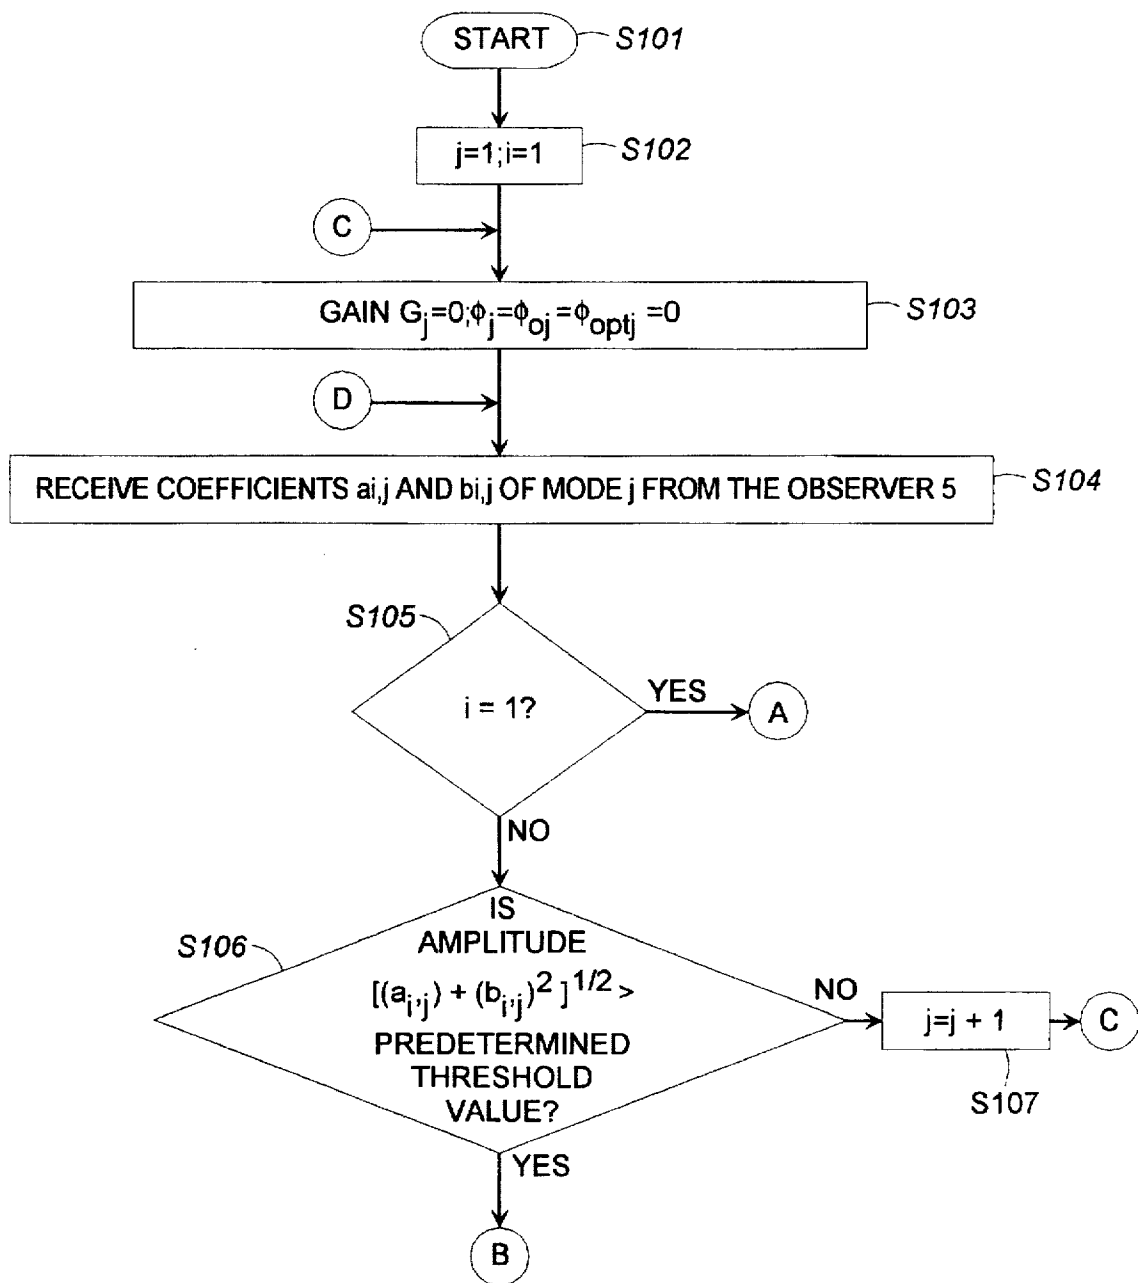 START S101
j=1;i=1 S102
C
GAIN Gj=0;ϕj=ϕoj=ϕoptj=0 S103
D
RECEIVE COEFFICIENTS ai,j AND bi,j OF MODE j FROM THE OBSERVER 5 S104
S105
i = 1?
YES
A
NO
S106
IS
AMPLITUDE
[(ai,j) + (bi,j)2 ]1/2 >
PREDETERMINED
THRESHOLD
VALUE?
NO
j=j + 1
C
S107
YES
B